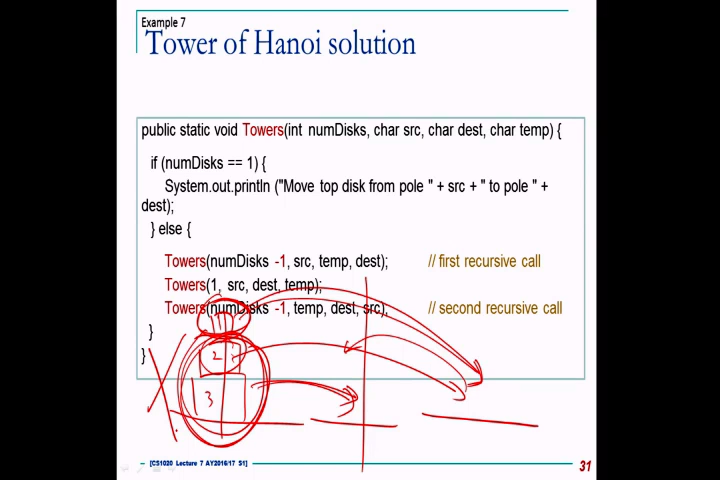 Example 7
Tower of Hanoi solution
public static void Towers(int numDisks, char src, char dest, char temp) {
if (numDisks == 1) {
System.out.println ("Move top disk from pole " + src + " to pole " +
dest);
} else {
Towers(numDisks -1, src, temp, dest); // first recursive call
Towers(1, src, dest, temp);
Towers(numDisks -1, temp, dest, src); // second recursive call
}
}
1
2
3
[CS1020 Lecture 7 AY2016/17 S1]
31